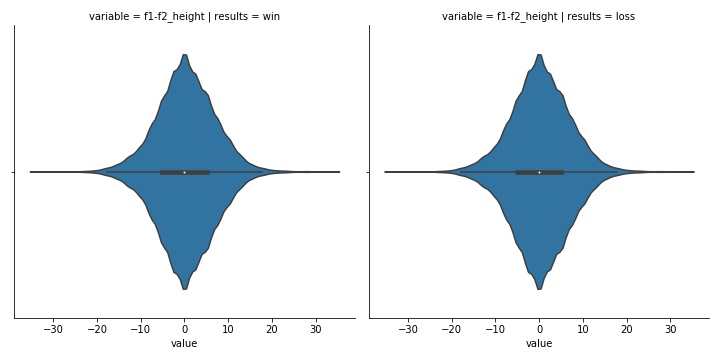 variable = f1-f2_height | results = win
variable = f1-f2_height | results = loss
−30 −20 −10 0 10 20 30
value
−30 −20 −10 0 10 20 30
value